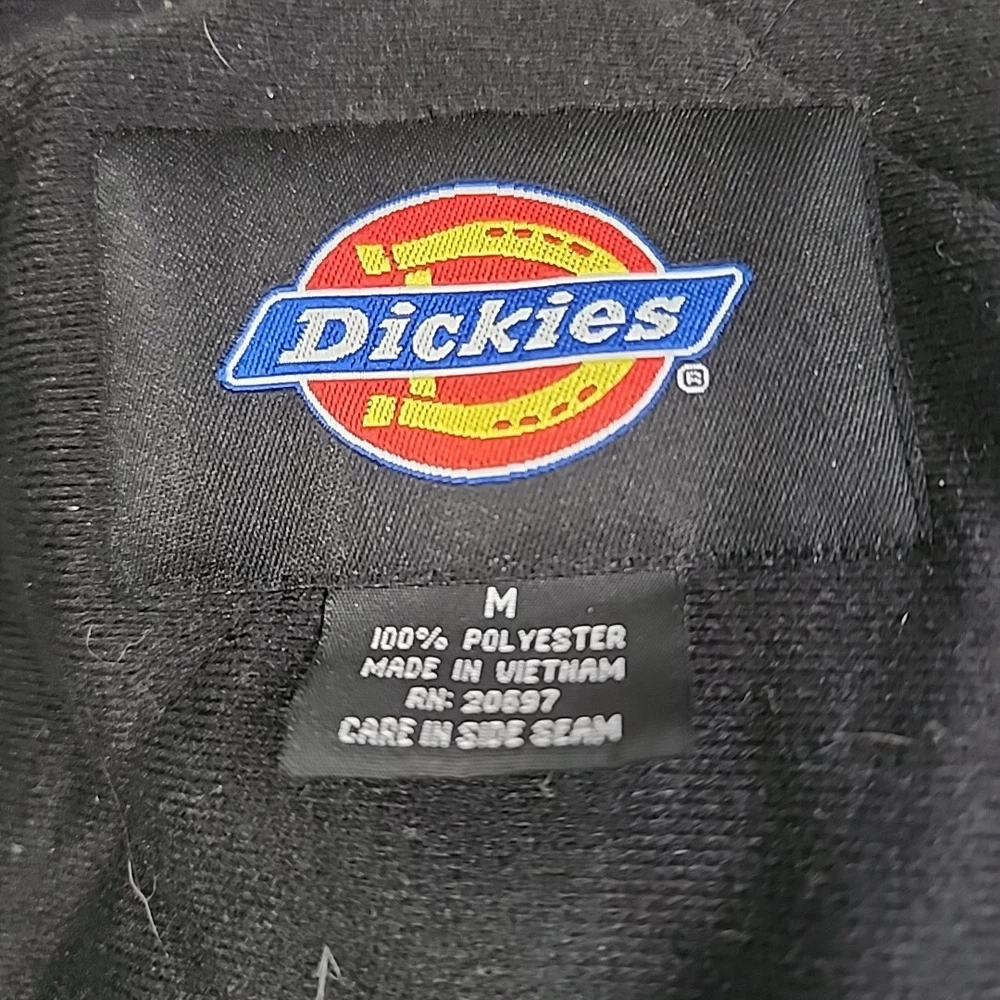 Dickies
®
M
100% POLYESTER
MADE IN VIETNAM
RN: 20697
CARE IN SIDE SEAM